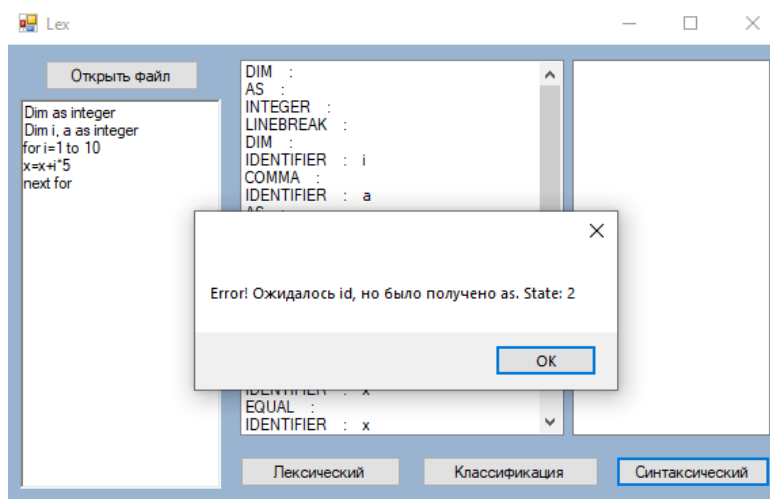 Lex
Открыть файл
Dim as integer
Dim i, a as integer
for i=1 to 10
x=x+i*5
next for
DIM :
AS :
INTEGER :
LINEBREAK :
DIM :
IDENTIFIER : i
COMMA :
IDENTIFIER : a
AS :
Error! Ожидалось id, но было получено as. State: 2
OK
IDENTIFIER : x
EQUAL :
IDENTIFIER : x
Лексический
Классификация
Синтаксический